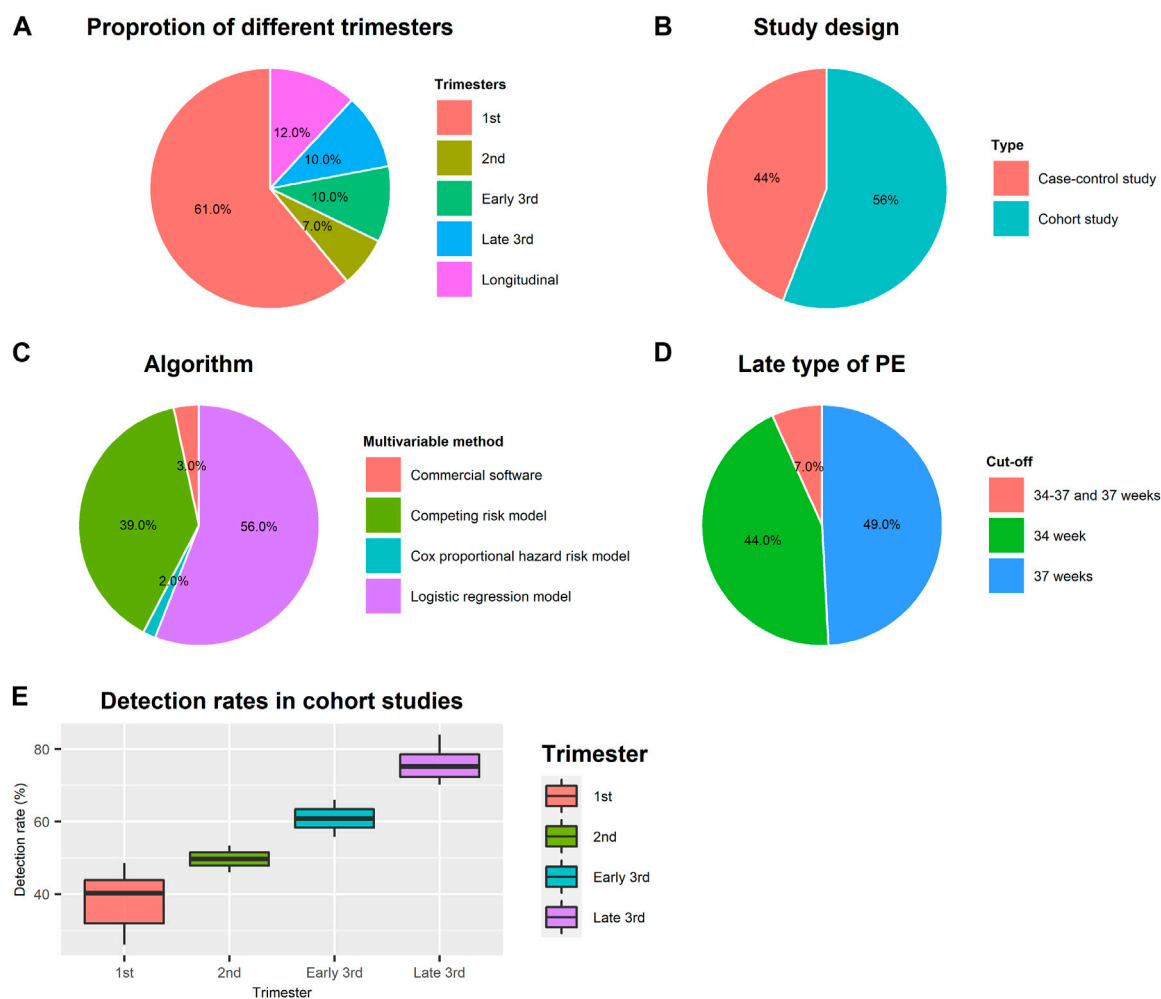 A Proprotion of different trimesters
12.0%
10.0%
10.0%
7.0%
61.0%
Trimesters
1st
2nd
Early 3rd
Late 3rd
Longitudinal
B Study design
44%
56%
Type
Case-control study
Cohort study
C Algorithm
3.0%
39.0%
56.0%
2.0%
Multivariable method
Commercial software
Competing risk model
Cox proportional hazard risk model
Logistic regression model
D Late type of PE
7.0%
49.0%
44.0%
Cut-off
34-37 and 37 weeks
34 week
37 weeks
E Detection rates in cohort studies
Detection rate (%)
80
60
40
1st 2nd Early 3rd Late 3rd
Trimester
Trimester
1st
2nd
Early 3rd
Late 3rd